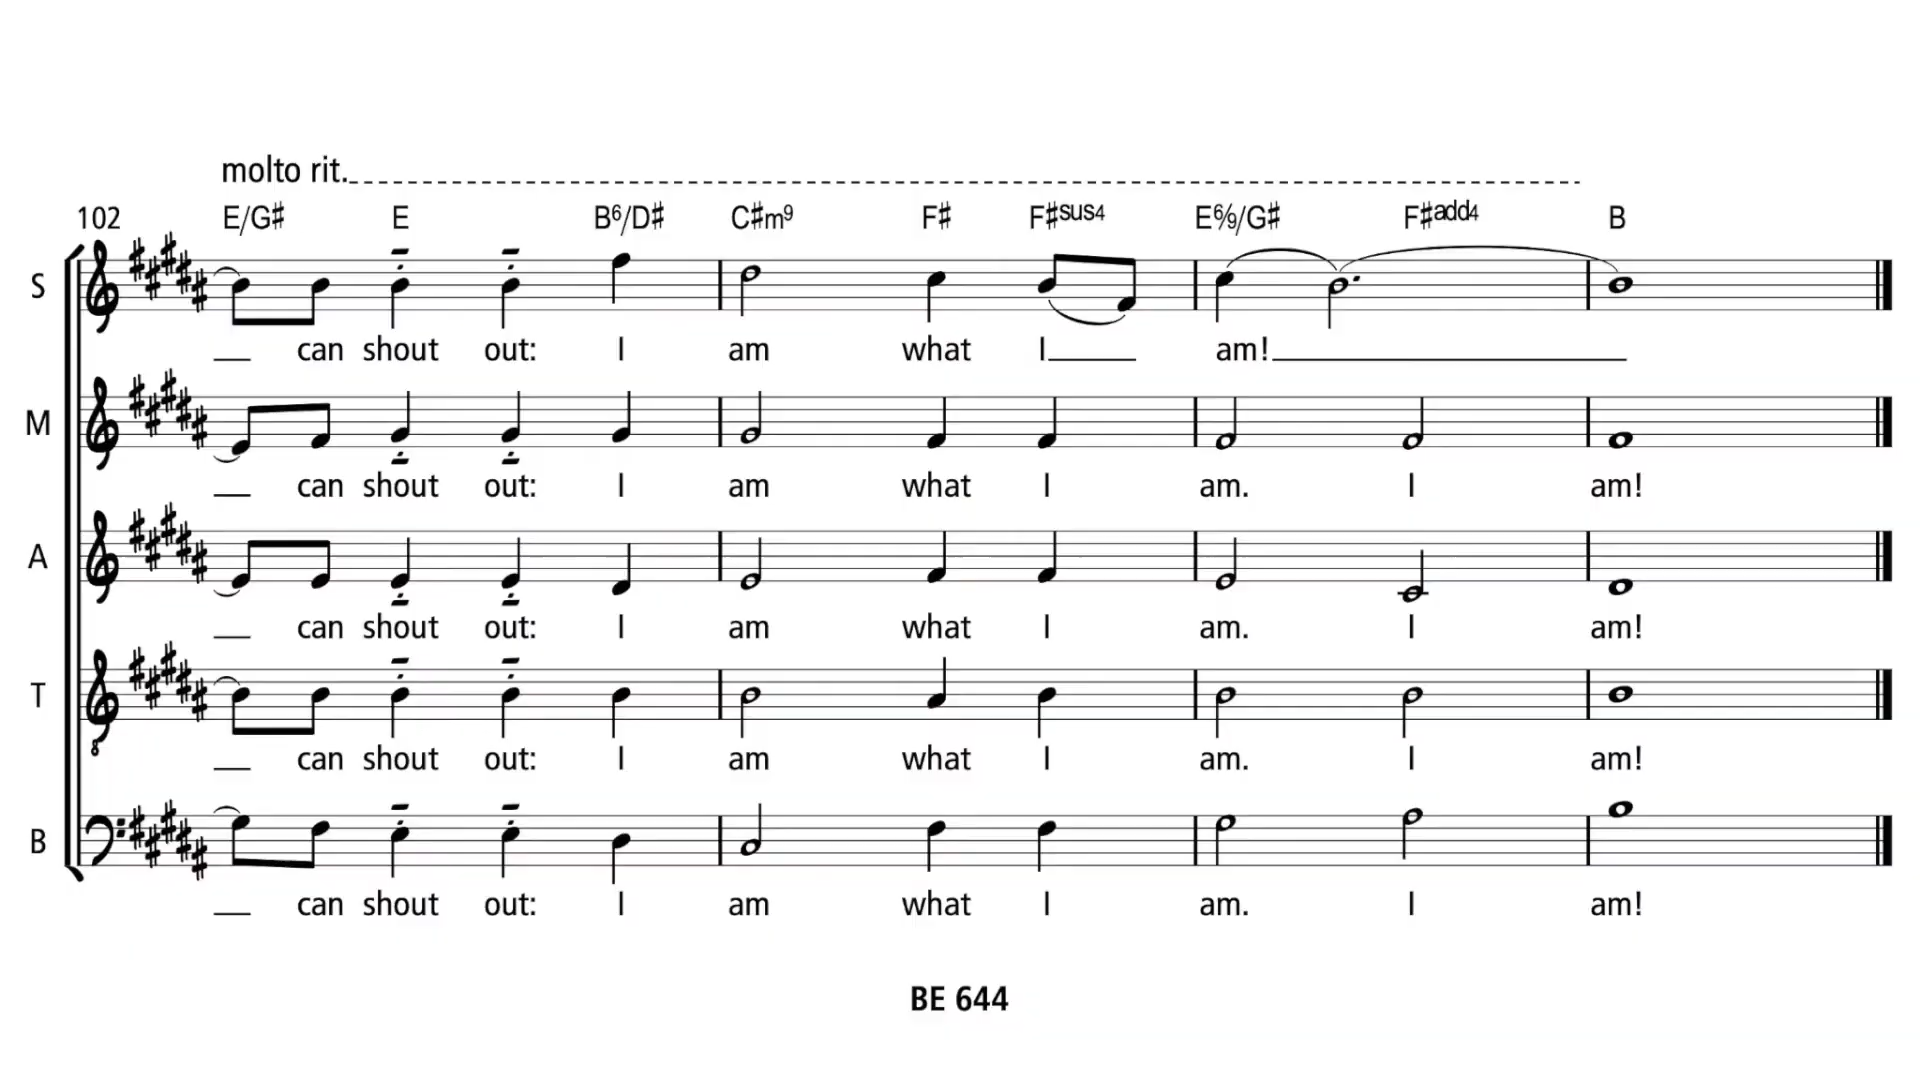 molto rit.
102 E/G♯ E B6/D♯ C♯m9 F♯ F♯sus4 E6/9/G♯ F♯add4 B
S
can shout out: I am what I am!
M
can shout out: I am what I am. I am!
A
can shout out: I am what I am. I am!
T
8
can shout out: I am what I am. I am!
B
can shout out: I am what I am. I am!
BE 644